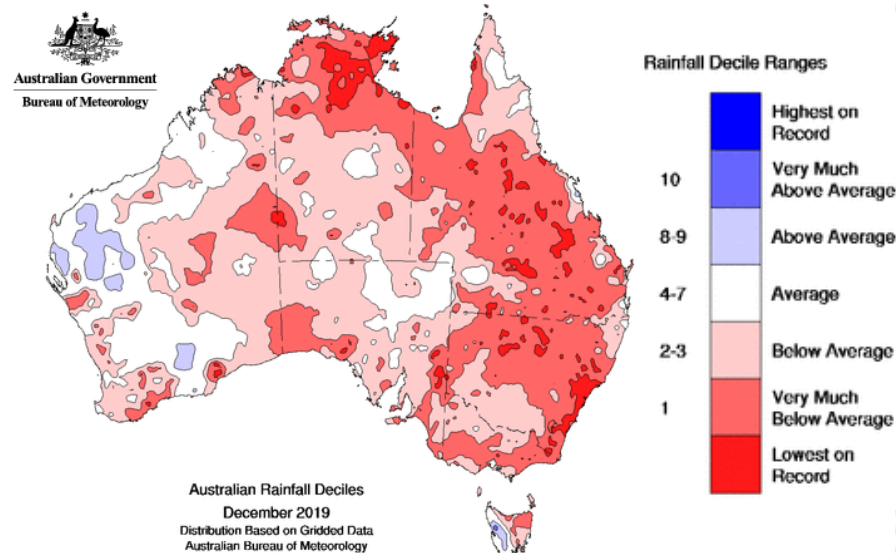 Australian Government
Bureau of Meteorology
Rainfall Decile Ranges
Highest on
Record
10
Very Much
Above Average
8-9
Above Average
4-7
Average
2-3
Below Average
1
Very Much
Below Average
Lowest on
Record
Australian Rainfall Deciles
December 2019
Distribution Based on Gridded Data
Australian Bureau of Meteorology